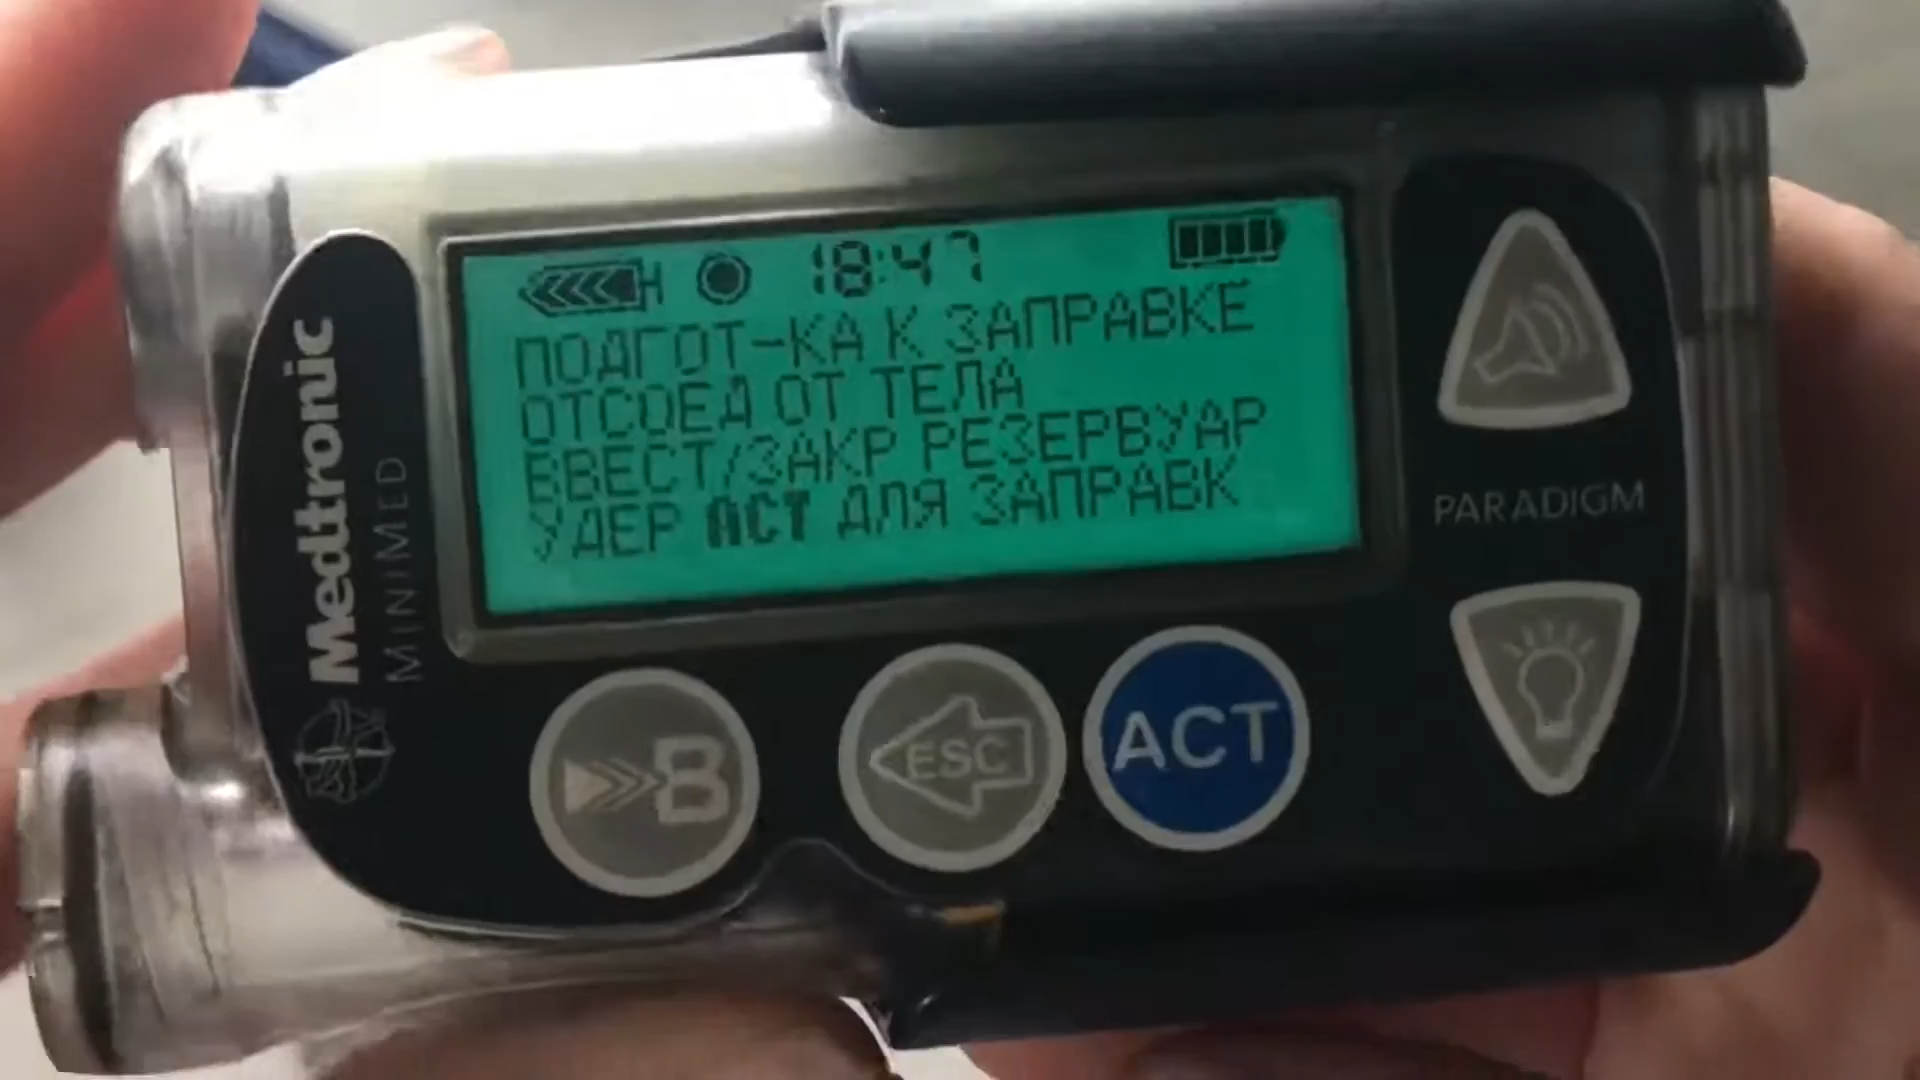 18:47
ПОДГОТ-КА К ЗАПРАВКЕ
ОТСОЕД ОТ ТЕЛА
ВВЕСТ/ЗАКР РЕЗЕРВУАР
УДЕР ACT ДЛЯ ЗАПРАВК
Medtronic
MINIMED
PARADIGM
B
ESC
ACT